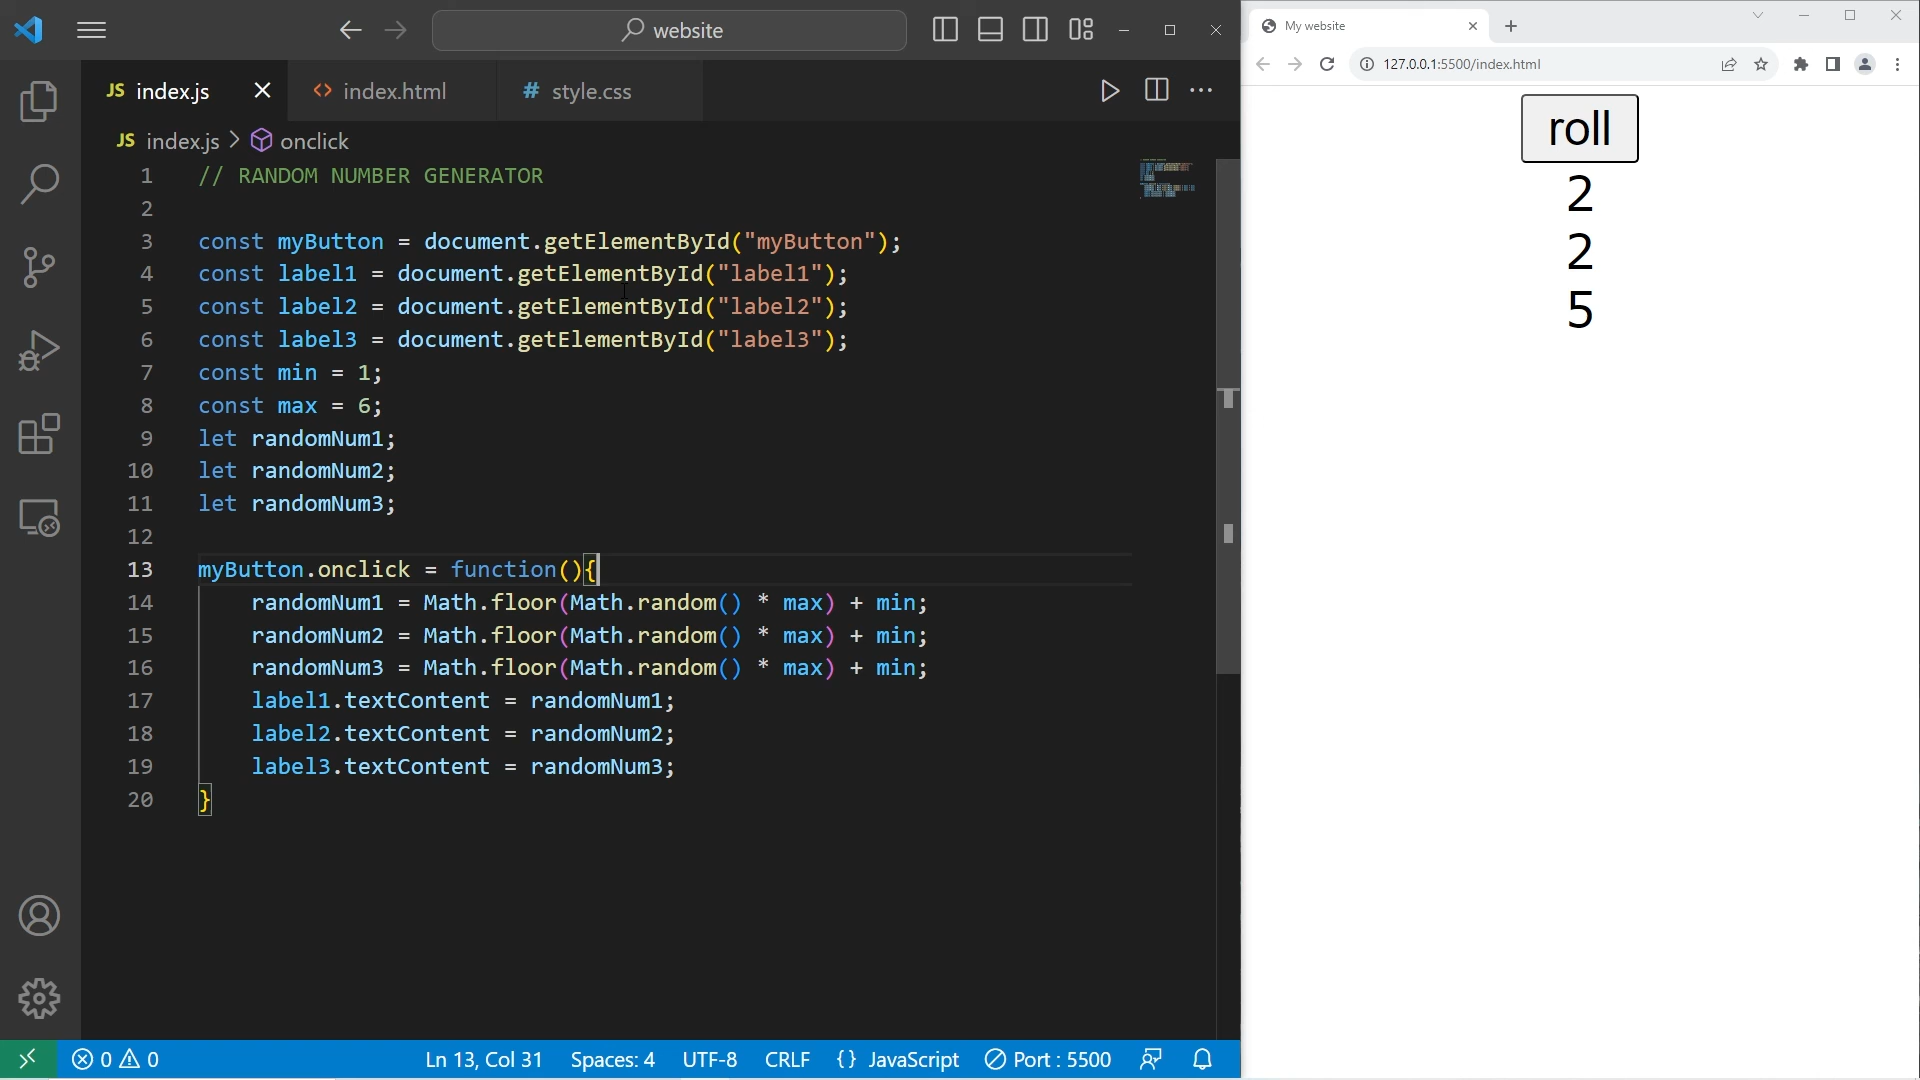 website
JS index.js
<> index.html
# style.css
JS index.js > onclick
1 // RANDOM NUMBER GENERATOR
2
3 const myButton = document.getElementById("myButton");
4 const label1 = document.getElementById("label1");
5 const label2 = document.getElementById("label2");
6 const label3 = document.getElementById("label3");
7 const min = 1;
8 const max = 6;
9 let randomNum1;
10 let randomNum2;
11 let randomNum3;
12
13 myButton.onclick = function(){
14 randomNum1 = Math.floor(Math.random() * max) + min;
15 randomNum2 = Math.floor(Math.random() * max) + min;
16 randomNum3 = Math.floor(Math.random() * max) + min;
17 label1.textContent = randomNum1;
18 label2.textContent = randomNum2;
19 label3.textContent = randomNum3;
20 }
0 0 Ln 13, Col 31 Spaces: 4 UTF-8 CRLF {} JavaScript Port : 5500
My website
127.0.0.1:5500/index.html
roll
2
2
5